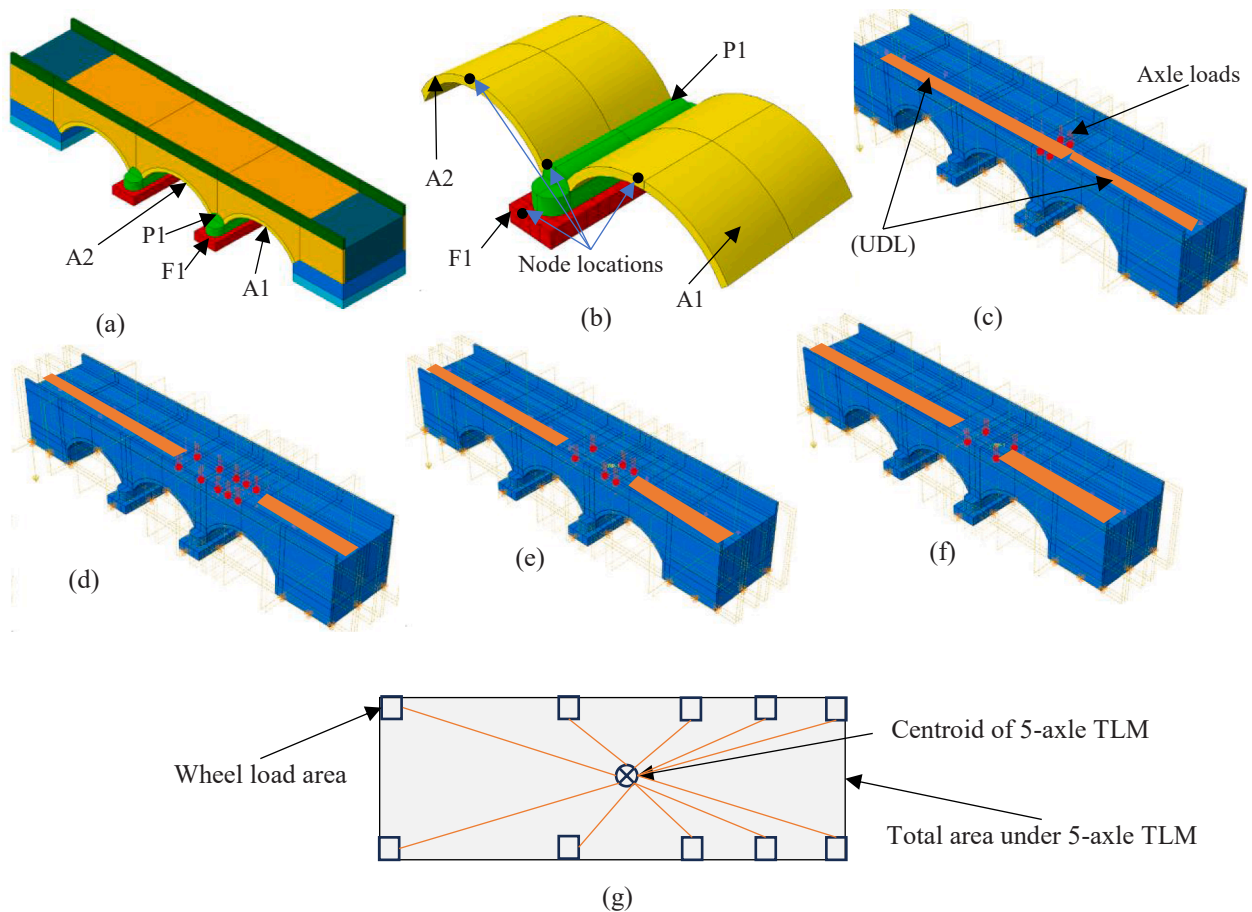 A2
P1
F1
A1
(a)
P1
A2
F1
Node locations
A1
(b)
Axle loads
(UDL)
(c)
(d)
(e)
(f)
Wheel load area
Centroid of 5-axle TLM
Total area under 5-axle TLM
(g)